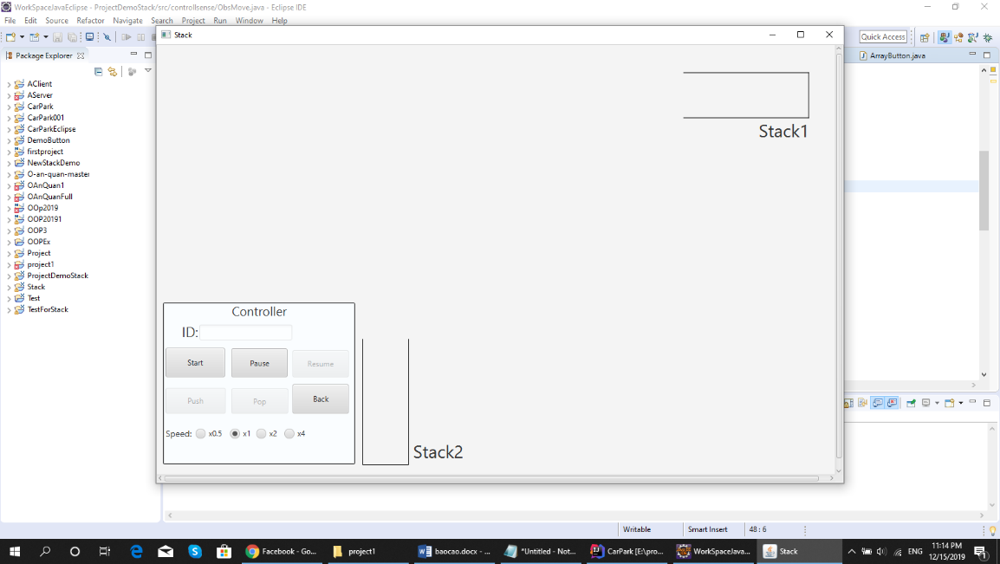 WorkSpaceJavaEclipse - ProjectDemoStack/src/controllsense/ObsMove.java - Eclipse IDE
File Edit Source Refactor Navigate Search Project Run Window Help
Stack
Quick Access
Package Explorer
ArrayButton.java
AClient
AServer
CarPark
CarPark001
CarParkEclipse
DemoButton
firstproject
NewStackDemo
O-an-quan-master
OAnQuan1
OAnQuanFull
OOp2019
OOP20191
OOP3
OOPEx
Project
project1
ProjectDemoStack
Stack
Test
TestForStack
Stack1
Controller
ID:
Start Pause Resume
Push Pop Back
Speed: x0.5 x1 x2 x4
Stack2
Writable Smart Insert 48 : 6
Facebook - Go... project1 baocao.docx - ... *Untitled - Not... CarPark [E:\pro... WorkSpaceJava... Stack ENG 11:14 PM
12/15/2019
1